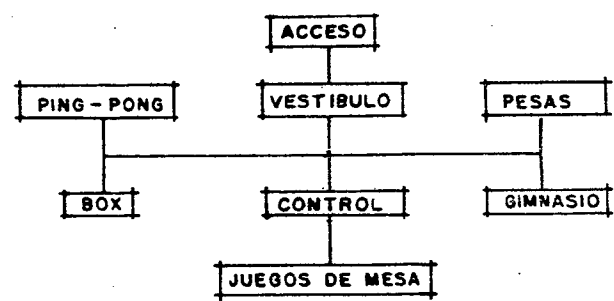 ACCESO
PING - PONG
VESTIBULO
PESAS
BOX
CONTROL
GIMNASIO
JUEGOS DE MESA